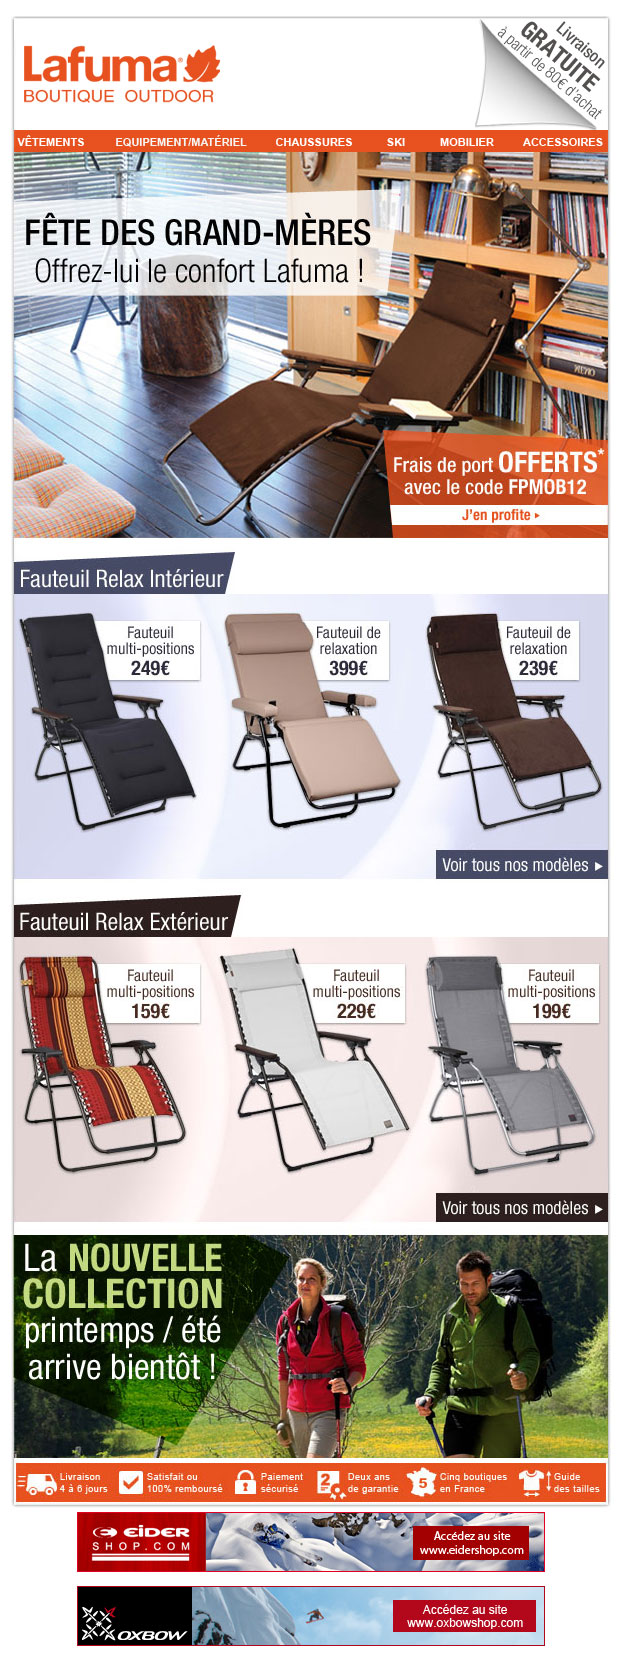 Lafuma
BOUTIQUE OUTDOOR
Livraison
GRATUITE
à partir de 80€ d'achat
VÊTEMENTS EQUIPEMENT/MATÉRIEL CHAUSSURES SKI MOBILIER ACCESSOIRES
FÊTE DES GRAND-MÈRES
Offrez-lui le confort Lafuma !
Frais de port OFFERTS*
avec le code FPMOB12
J'en profite
Fauteuil Relax Intérieur
Fauteuil
multi-positions
249€
Fauteuil de
relaxation
399€
Fauteuil de
relaxation
239€
Voir tous nos modèles
Fauteuil Relax Extérieur
Fauteuil
multi-positions
159€
Fauteuil
multi-positions
229€
Fauteuil
multi-positions
199€
Voir tous nos modèles
La NOUVELLE
COLLECTION
printemps / été
arrive bientôt !
Livraison
4 à 6 jours
Satisfait ou
100% remboursé
Paiement
sécurisé
2
Deux ans
de garantie
5
Cinq boutiques
en France
Guide
des tailles
EIDER
SHOP.COM
Accédez au site
www.eidershop.com
OXBOW
Accédez au site
www.oxbowshop.com